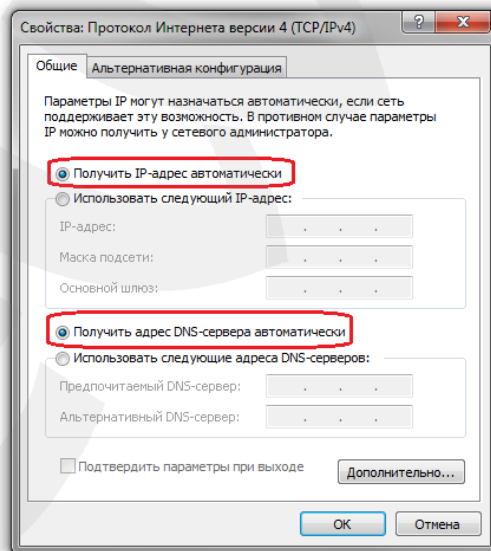 Свойства: Протокол Интернета версии 4 (TCP/IPv4)
Общие
Альтернативная конфигурация
Параметры IP могут назначаться автоматически, если сеть
поддерживает эту возможность. В противном случае параметры
IP можно получить у сетевого администратора.
Получить IP-адрес автоматически
Использовать следующий IP-адрес:
IP-адрес:
Маска подсети:
Основной шлюз:
Получить адрес DNS-сервера автоматически
Использовать следующие адреса DNS-серверов:
Предпочитаемый DNS-сервер:
Альтернативный DNS-сервер:
Подтвердить параметры при выходе
Дополнительно...
ОК
Отмена